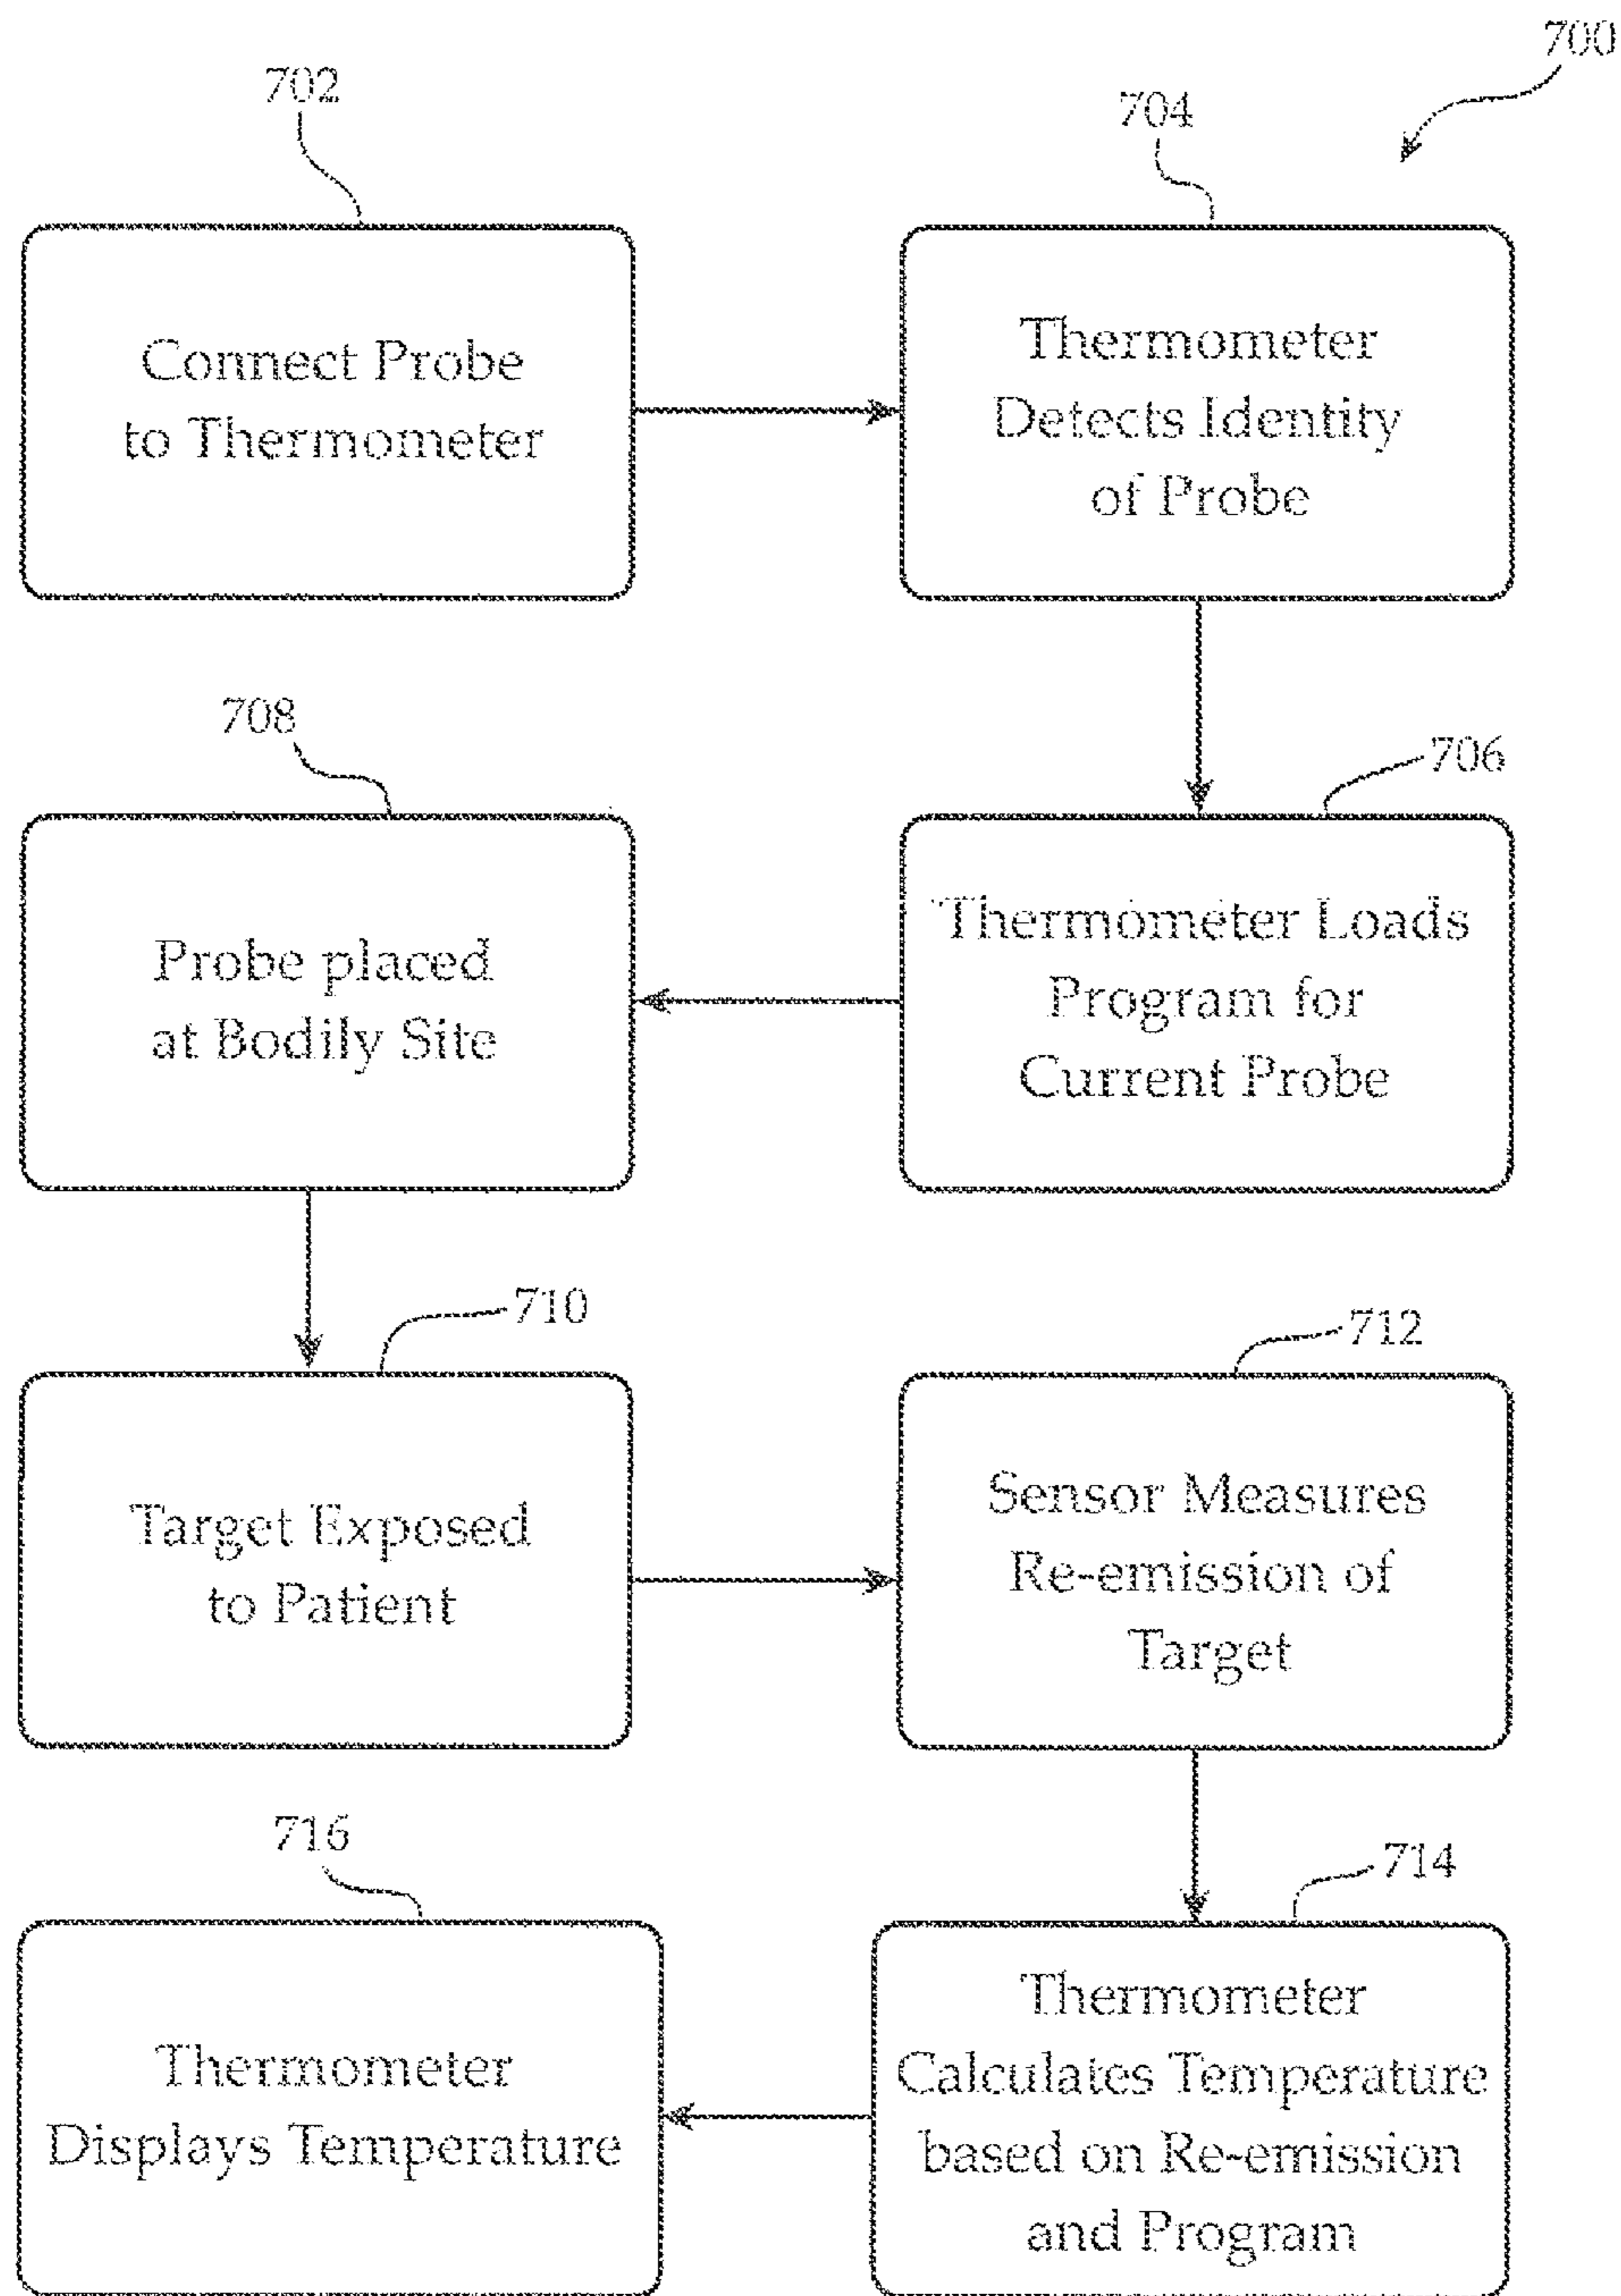 700
702
Connect Probe
to Thermometer
704
Thermometer
Detects Identity
of Probe
706
Thermometer Loads
Program for
Current Probe
708
Probe placed
at Bodily Site
710
Target Exposed
to Patient
712
Sensor Measures
Re-emission of
Target
714
Thermometer
Calculates Temperature
based on Re-emission
and Program
716
Thermometer
Displays Temperature